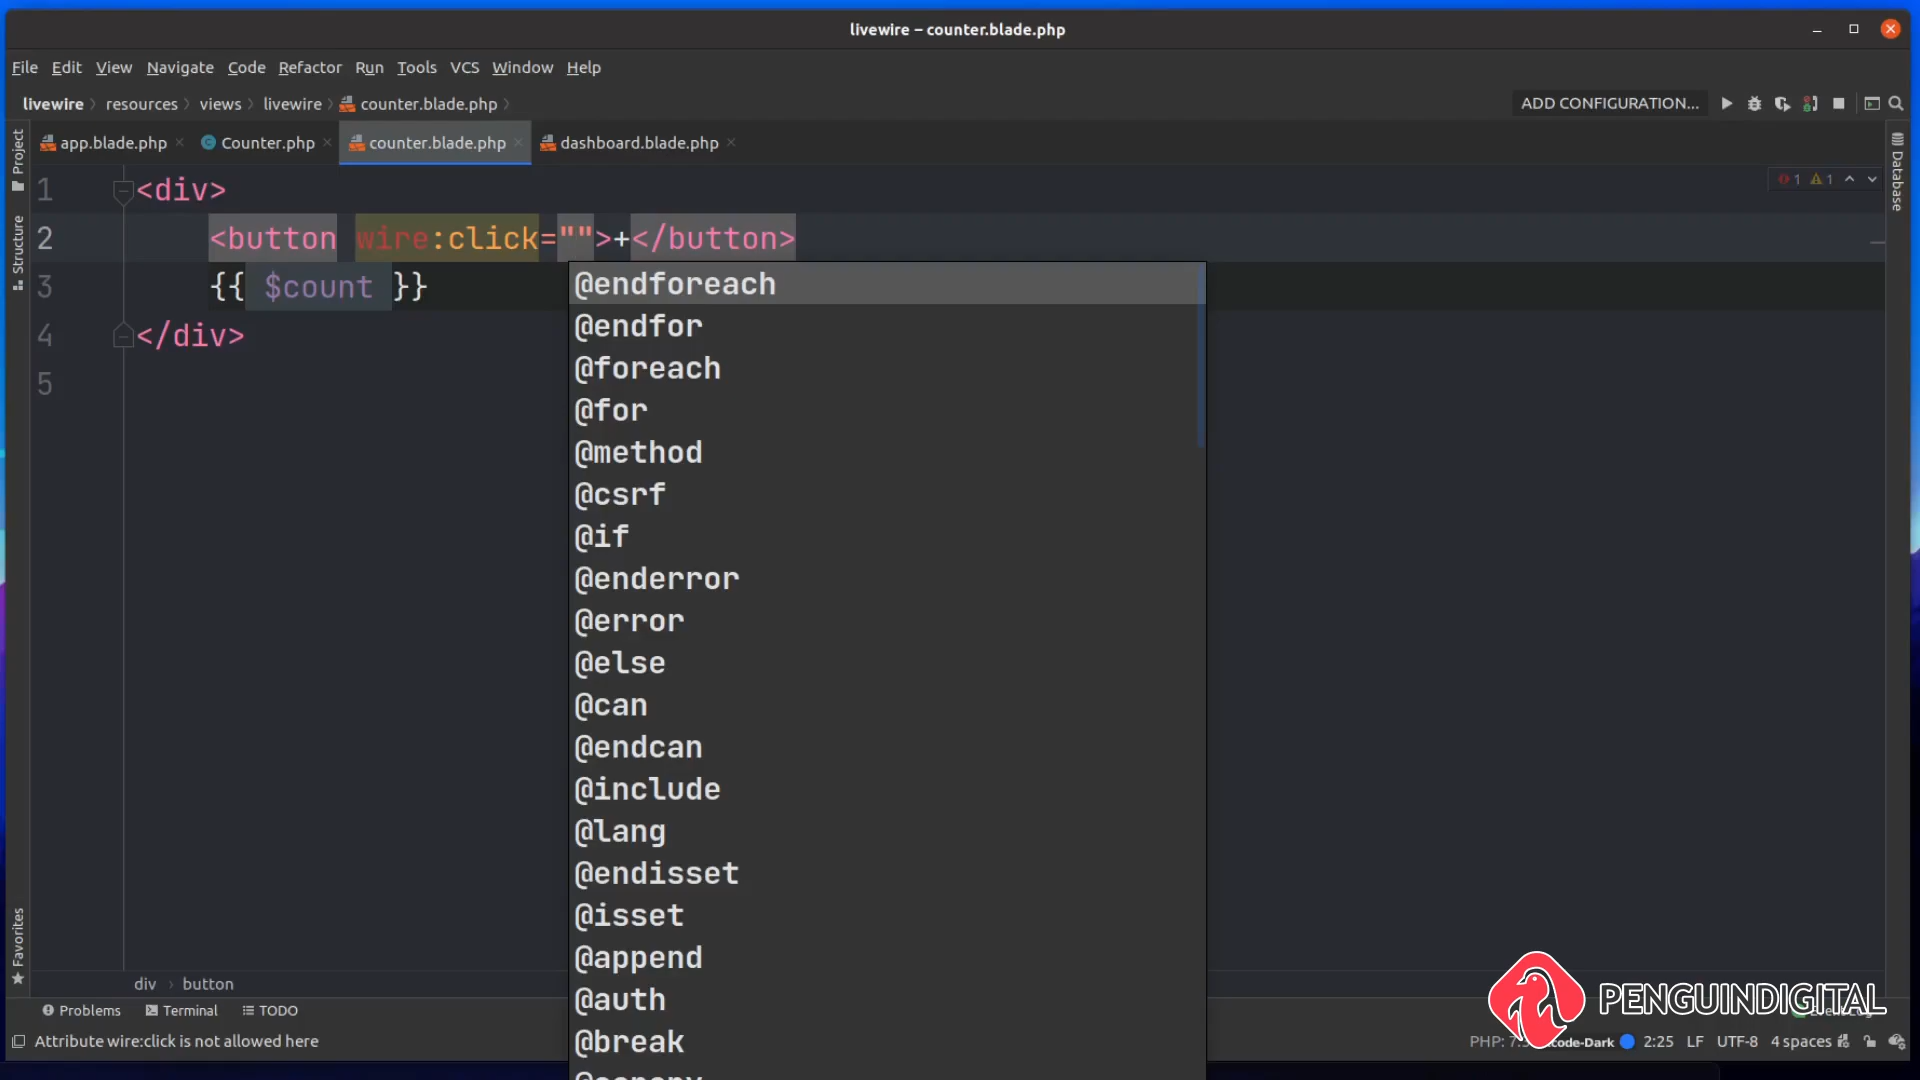 livewire – counter.blade.php
File Edit View Navigate Code Refactor Run Tools VCS Window Help
livewire resources views livewire counter.blade.php
ADD CONFIGURATION...
app.blade.php Counter.php counter.blade.php dashboard.blade.php
Project
Structure
Favorites
Database
1 1
1 <div>
2 <button wire:click="">+</button>
3 {{ $count }}
4 </div>
5
@endforeach
@endfor
@foreach
@for
@method
@csrf
@if
@enderror
@error
@else
@can
@endcan
@include
@lang
@endisset
@isset
@append
@auth
@break
div button
Problems Terminal TODO
PENGUINDIGITAL
Attribute wire:click is not allowed here
PHP: 2:25 LF UTF-8 4 spaces